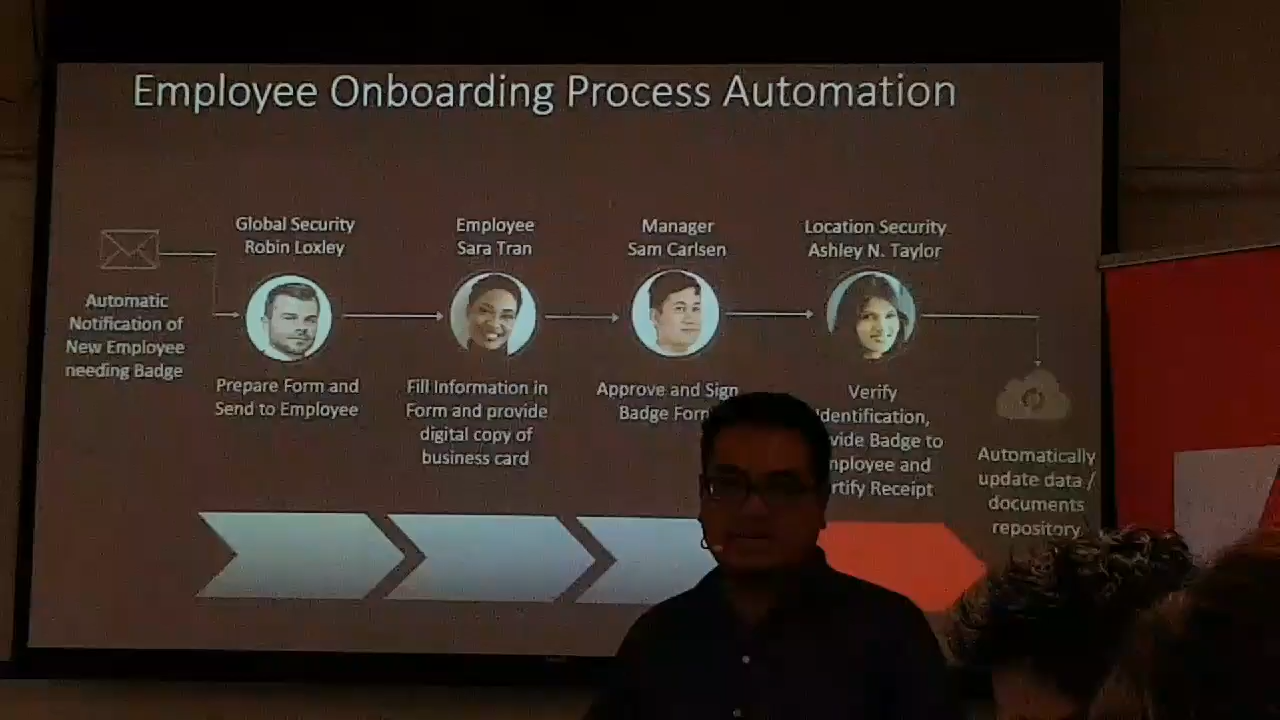 Employee Onboarding Process Automation
Automatic
Notification of
New Employee
needing Badge
Global Security
Robin Loxley
Prepare Form and
Send to Employee
Employee
Sara Tran
Fill Information in
Form and provide
digital copy of
business card
Manager
Sam Carlsen
Approve and Sign
Badge
Location Security
Ashley N. Taylor
Verify
Identification,
Badge to
and
Receipt
Automatically
update data /
documents
repository